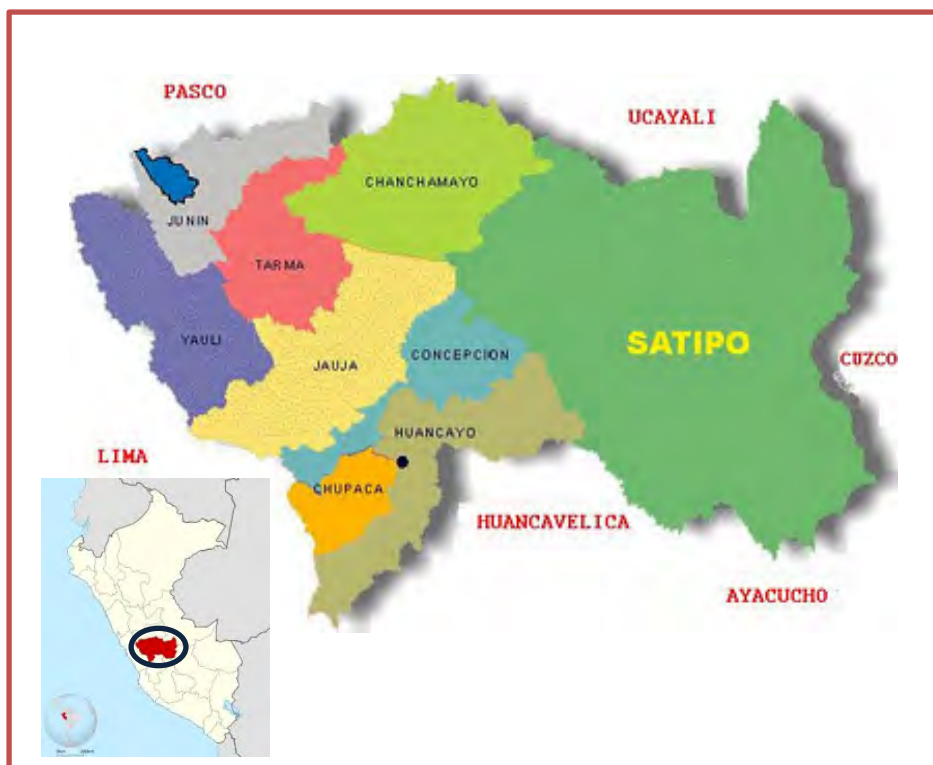 PASCO
UCAYALI
CHANCHAMAYO
JUNIN
TARMA
YAULI
SATIPO
CONCEPCION
CUZCO
JAUJA
HUANCAYO
LIMA
CHUPACA
HUANCAVELICA
AYACUCHO